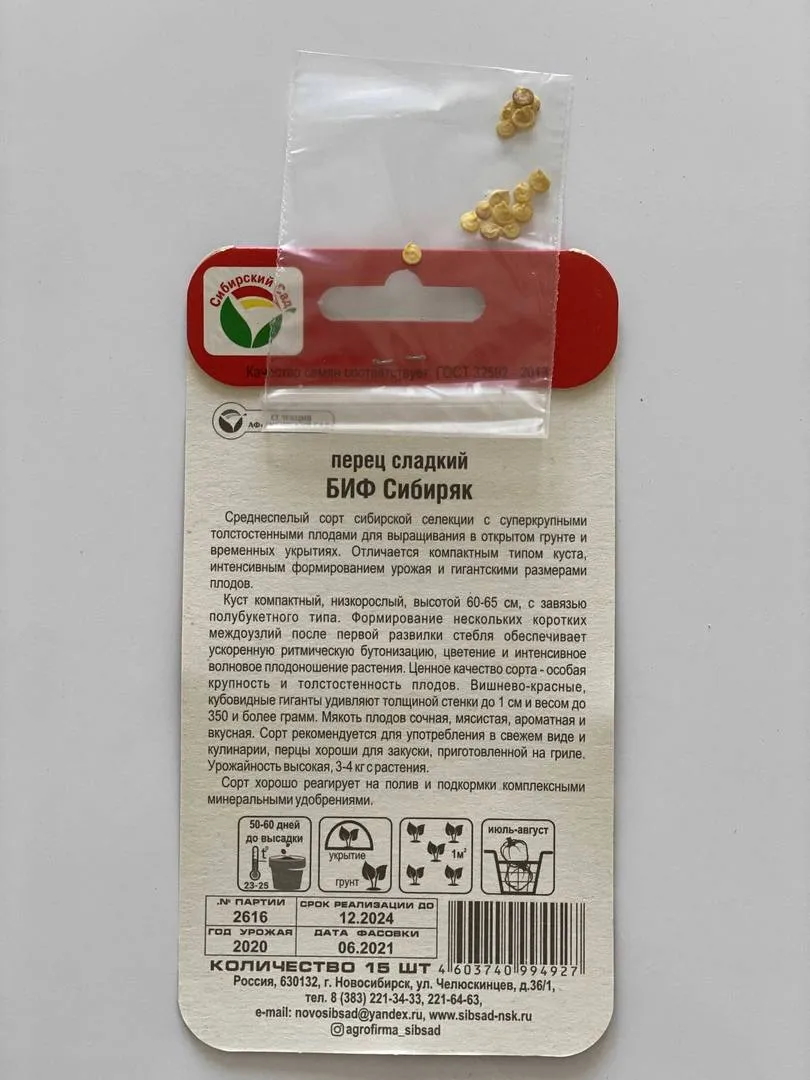 Сибирский Сад
Качество семян соответствует ГОСТ 32592 - 2013
СЕЛЕКЦИЯ
перец сладкий
БИФ Сибиряк
Среднеспелый сорт сибирской селекции с суперкрупными
толстостенными плодами для выращивания в открытом грунте и
временных укрытиях. Отличается компактным типом куста,
интенсивным формированием урожая и гигантскими размерами
плодов.
Куст компактный, низкорослый, высотой 60-65 см, с завязью
полубукетного типа. Формирование нескольких коротких
междоузлий после первой развилки стебля обеспечивает
ускоренную ритмическую бутонизацию, цветение и интенсивное
волновое плодоношение растения. Ценное качество сорта - особая
крупность и толстостенность плодов. Вишнево-красные,
кубовидные гиганты удивляют толщиной стенки до 1 см и весом до
350 и более грамм. Мякоть плодов сочная, мясистая, ароматная и
вкусная. Сорт рекомендуется для употребления в свежем виде и
кулинарии, перцы хороши для закуски, приготовленной на гриле.
Урожайность высокая, 3-4 кг с растения.
Сорт хорошо реагирует на полив и подкормки комплексными
минеральными удобрениями.
50-60 дней
до высадки
t°
23-25
укрытие
грунт
1м²
июль-август
.№ ПАРТИИ
2616
СРОК РЕАЛИЗАЦИИ ДО
12.2024
ГОД УРОЖАЯ
2020
ДАТА ФАСОВКИ
06.2021
КОЛИЧЕСТВО 15 ШТ
4 603740 994927
Россия, 630132, г. Новосибирск, ул. Челюскинцев, д.36/1,
тел. 8 (383) 221-34-33, 221-64-63,
e-mail: novosibsad@yandex.ru, www.sibsad-nsk.ru
agrofirma_sibsad